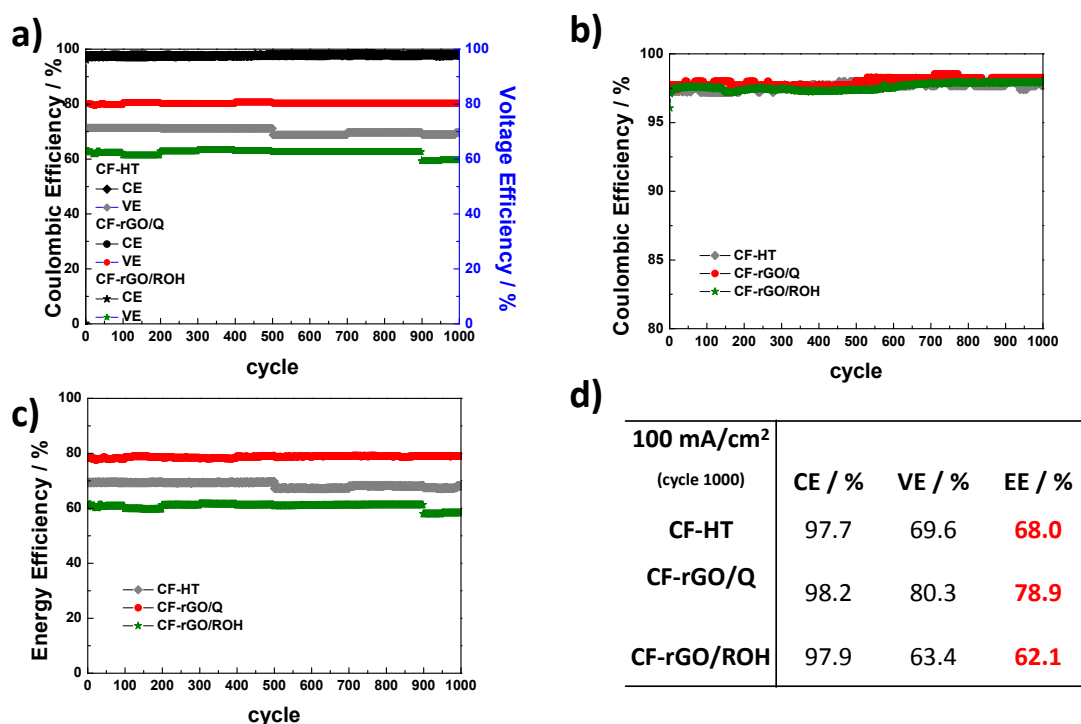 a)
Coulombic Efficiency / %
100
80
60
40
20
0
100
80
60
40
20
0
Voltage Efficiency / %
CF-HT
CE
VE
CF-rGO/Q
CE
VE
CF-rGO/ROH
CE
VE
0 100 200 300 400 500 600 700 800 900 1000
cycle
b)
Coulombic Efficiency / %
100
95
90
85
80
CF-HT
CF-rGO/Q
CF-rGO/ROH
0 100 200 300 400 500 600 700 800 900 1000
cycle
c)
Energy Efficiency / %
100
80
60
40
20
0
CF-HT
CF-rGO/Q
CF-rGO/ROH
0 100 200 300 400 500 600 700 800 900 1000
cycle
d)
100 mA/cm²
(cycle 1000) CE / % VE / % EE / %
CF-HT 97.7 69.6 68.0
CF-rGO/Q 98.2 80.3 78.9
CF-rGO/ROH 97.9 63.4 62.1